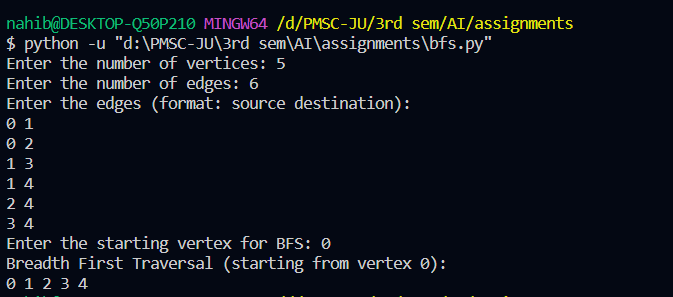 nahib@DESKTOP-Q50P210 MINGW64 /d/PMSC-JU/3rd sem/AI/assignments
$ python -u "d:\PMSC-JU\3rd sem\AI\assignments\bfs.py"
Enter the number of vertices: 5
Enter the number of edges: 6
Enter the edges (format: source destination):
0 1
0 2
1 3
1 4
2 4
3 4
Enter the starting vertex for BFS: 0
Breadth First Traversal (starting from vertex 0):
0 1 2 3 4